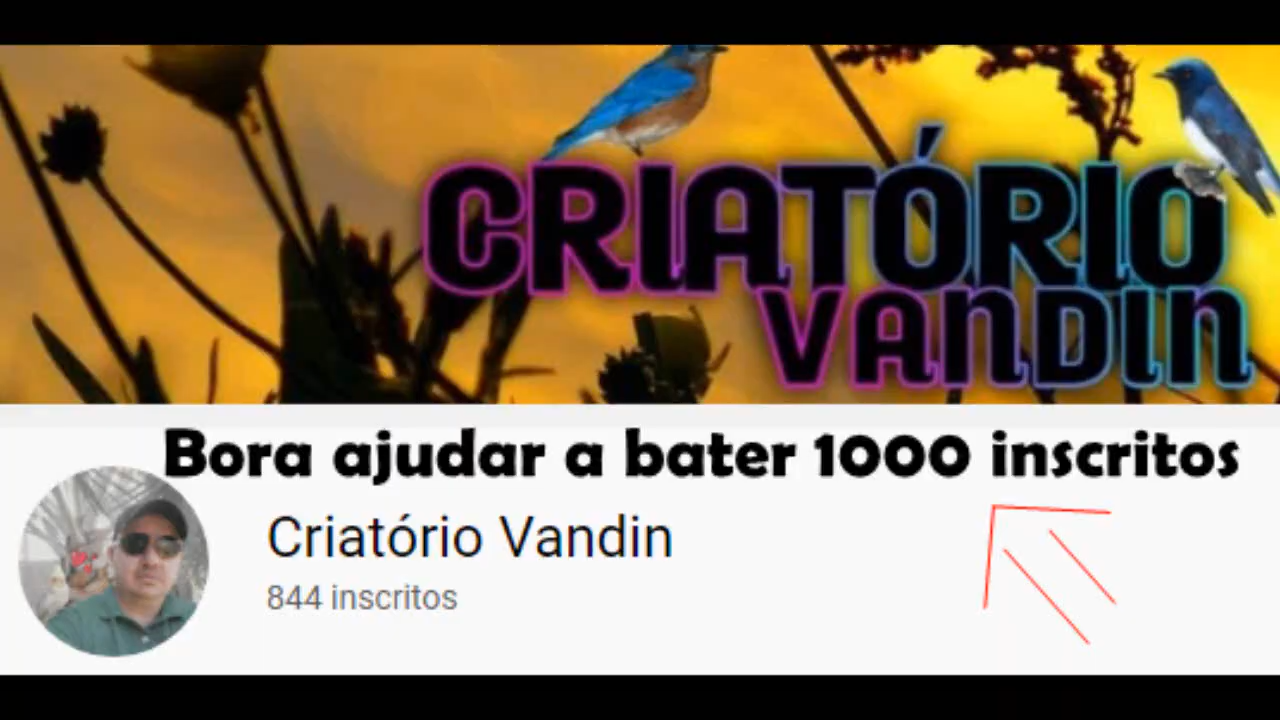 CRIATÓRIO
VANDIN
Bora ajudar a bater 1000 inscritos
Criatório Vandin
844 inscritos